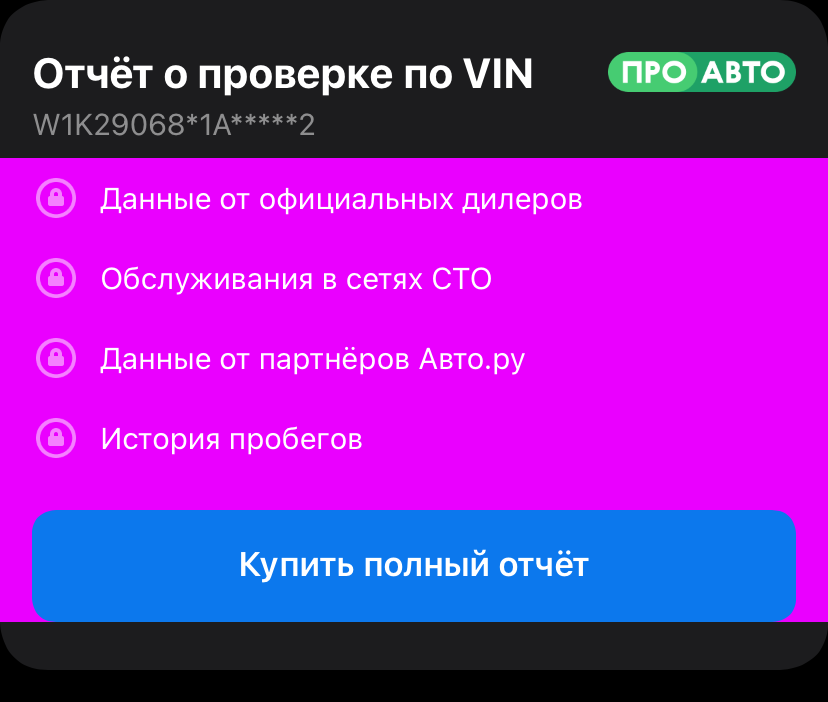 Отчёт о проверке по VIN
ПРО АВТО
W1K29068*1A*****2
Данные от официальных дилеров
Обслуживания в сетях СТО
Данные от партнёров Авто.ру
История пробегов
Купить полный отчёт